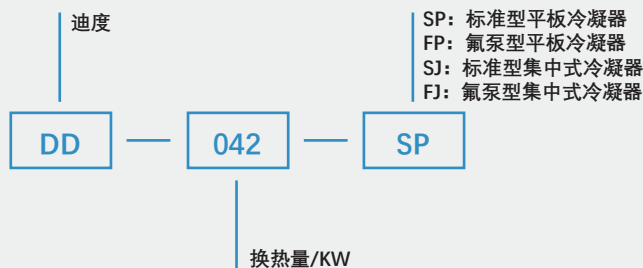 迪度
SP：标准型平板冷凝器
FP：氟泵型平板冷凝器
SJ：标准型集中式冷凝器
FJ：氟泵型集中式冷凝器
DD — 042 — SP
换热量/KW